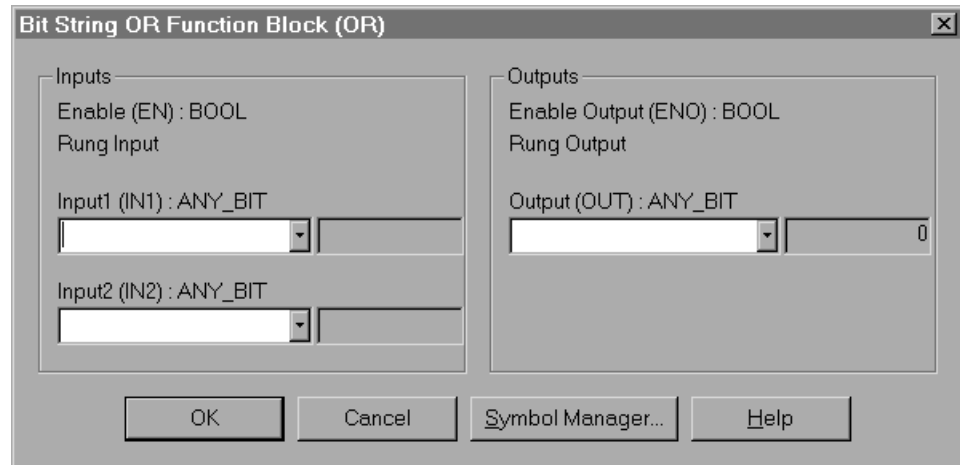 Bit String OR Function Block (OR)
Inputs
Enable (EN) : BOOL
Rung Input
Input1 (IN1) : ANY_BIT
Input2 (IN2) : ANY_BIT
Outputs
Enable Output (ENO) : BOOL
Rung Output
Output (OUT) : ANY_BIT
0
OK
Cancel
Symbol Manager...
Help